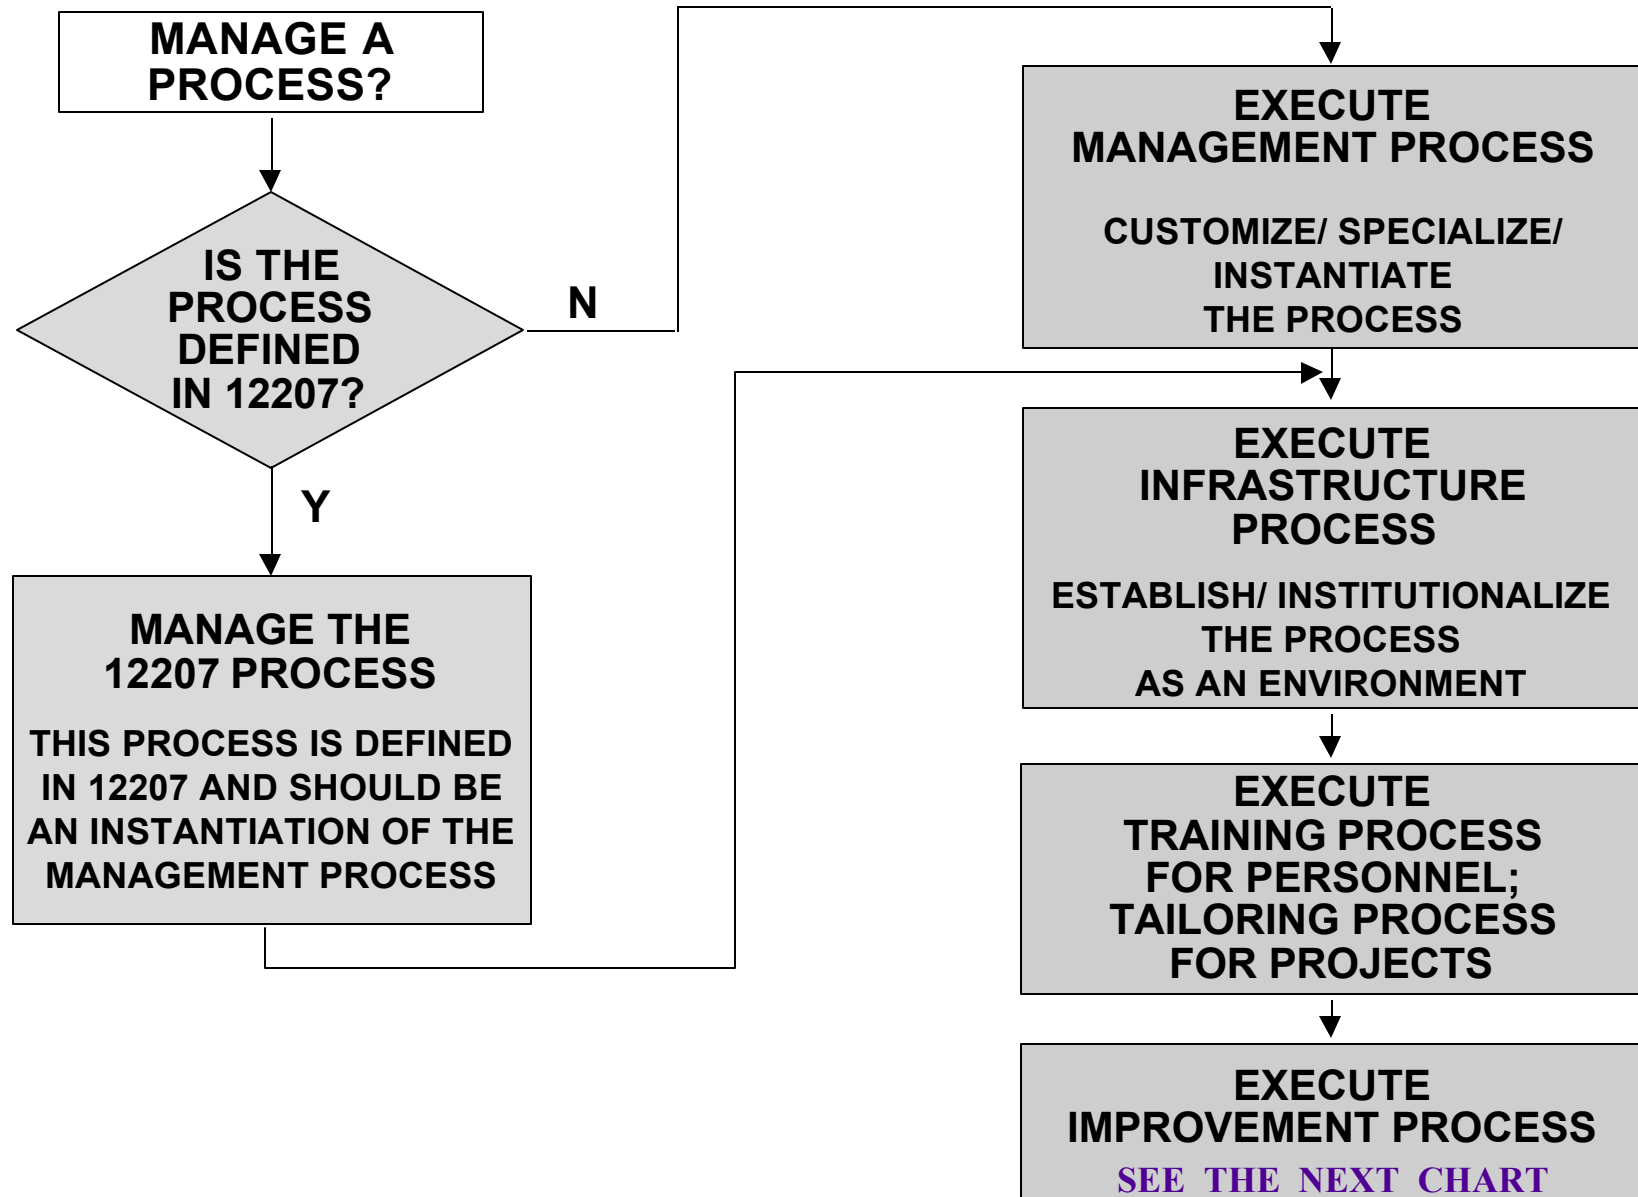 MANAGE A
PROCESS?
IS THE
PROCESS
DEFINED
IN 12207?
N
Y
MANAGE THE
12207 PROCESS
THIS PROCESS IS DEFINED
IN 12207 AND SHOULD BE
AN INSTANTIATION OF THE
MANAGEMENT PROCESS
EXECUTE
MANAGEMENT PROCESS
CUSTOMIZE/ SPECIALIZE/
INSTANTIATE
THE PROCESS
EXECUTE
INFRASTRUCTURE
PROCESS
ESTABLISH/ INSTITUTIONALIZE
THE PROCESS
AS AN ENVIRONMENT
EXECUTE
TRAINING PROCESS
FOR PERSONNEL;
TAILORING PROCESS
FOR PROJECTS
EXECUTE
IMPROVEMENT PROCESS
SEE THE NEXT CHART